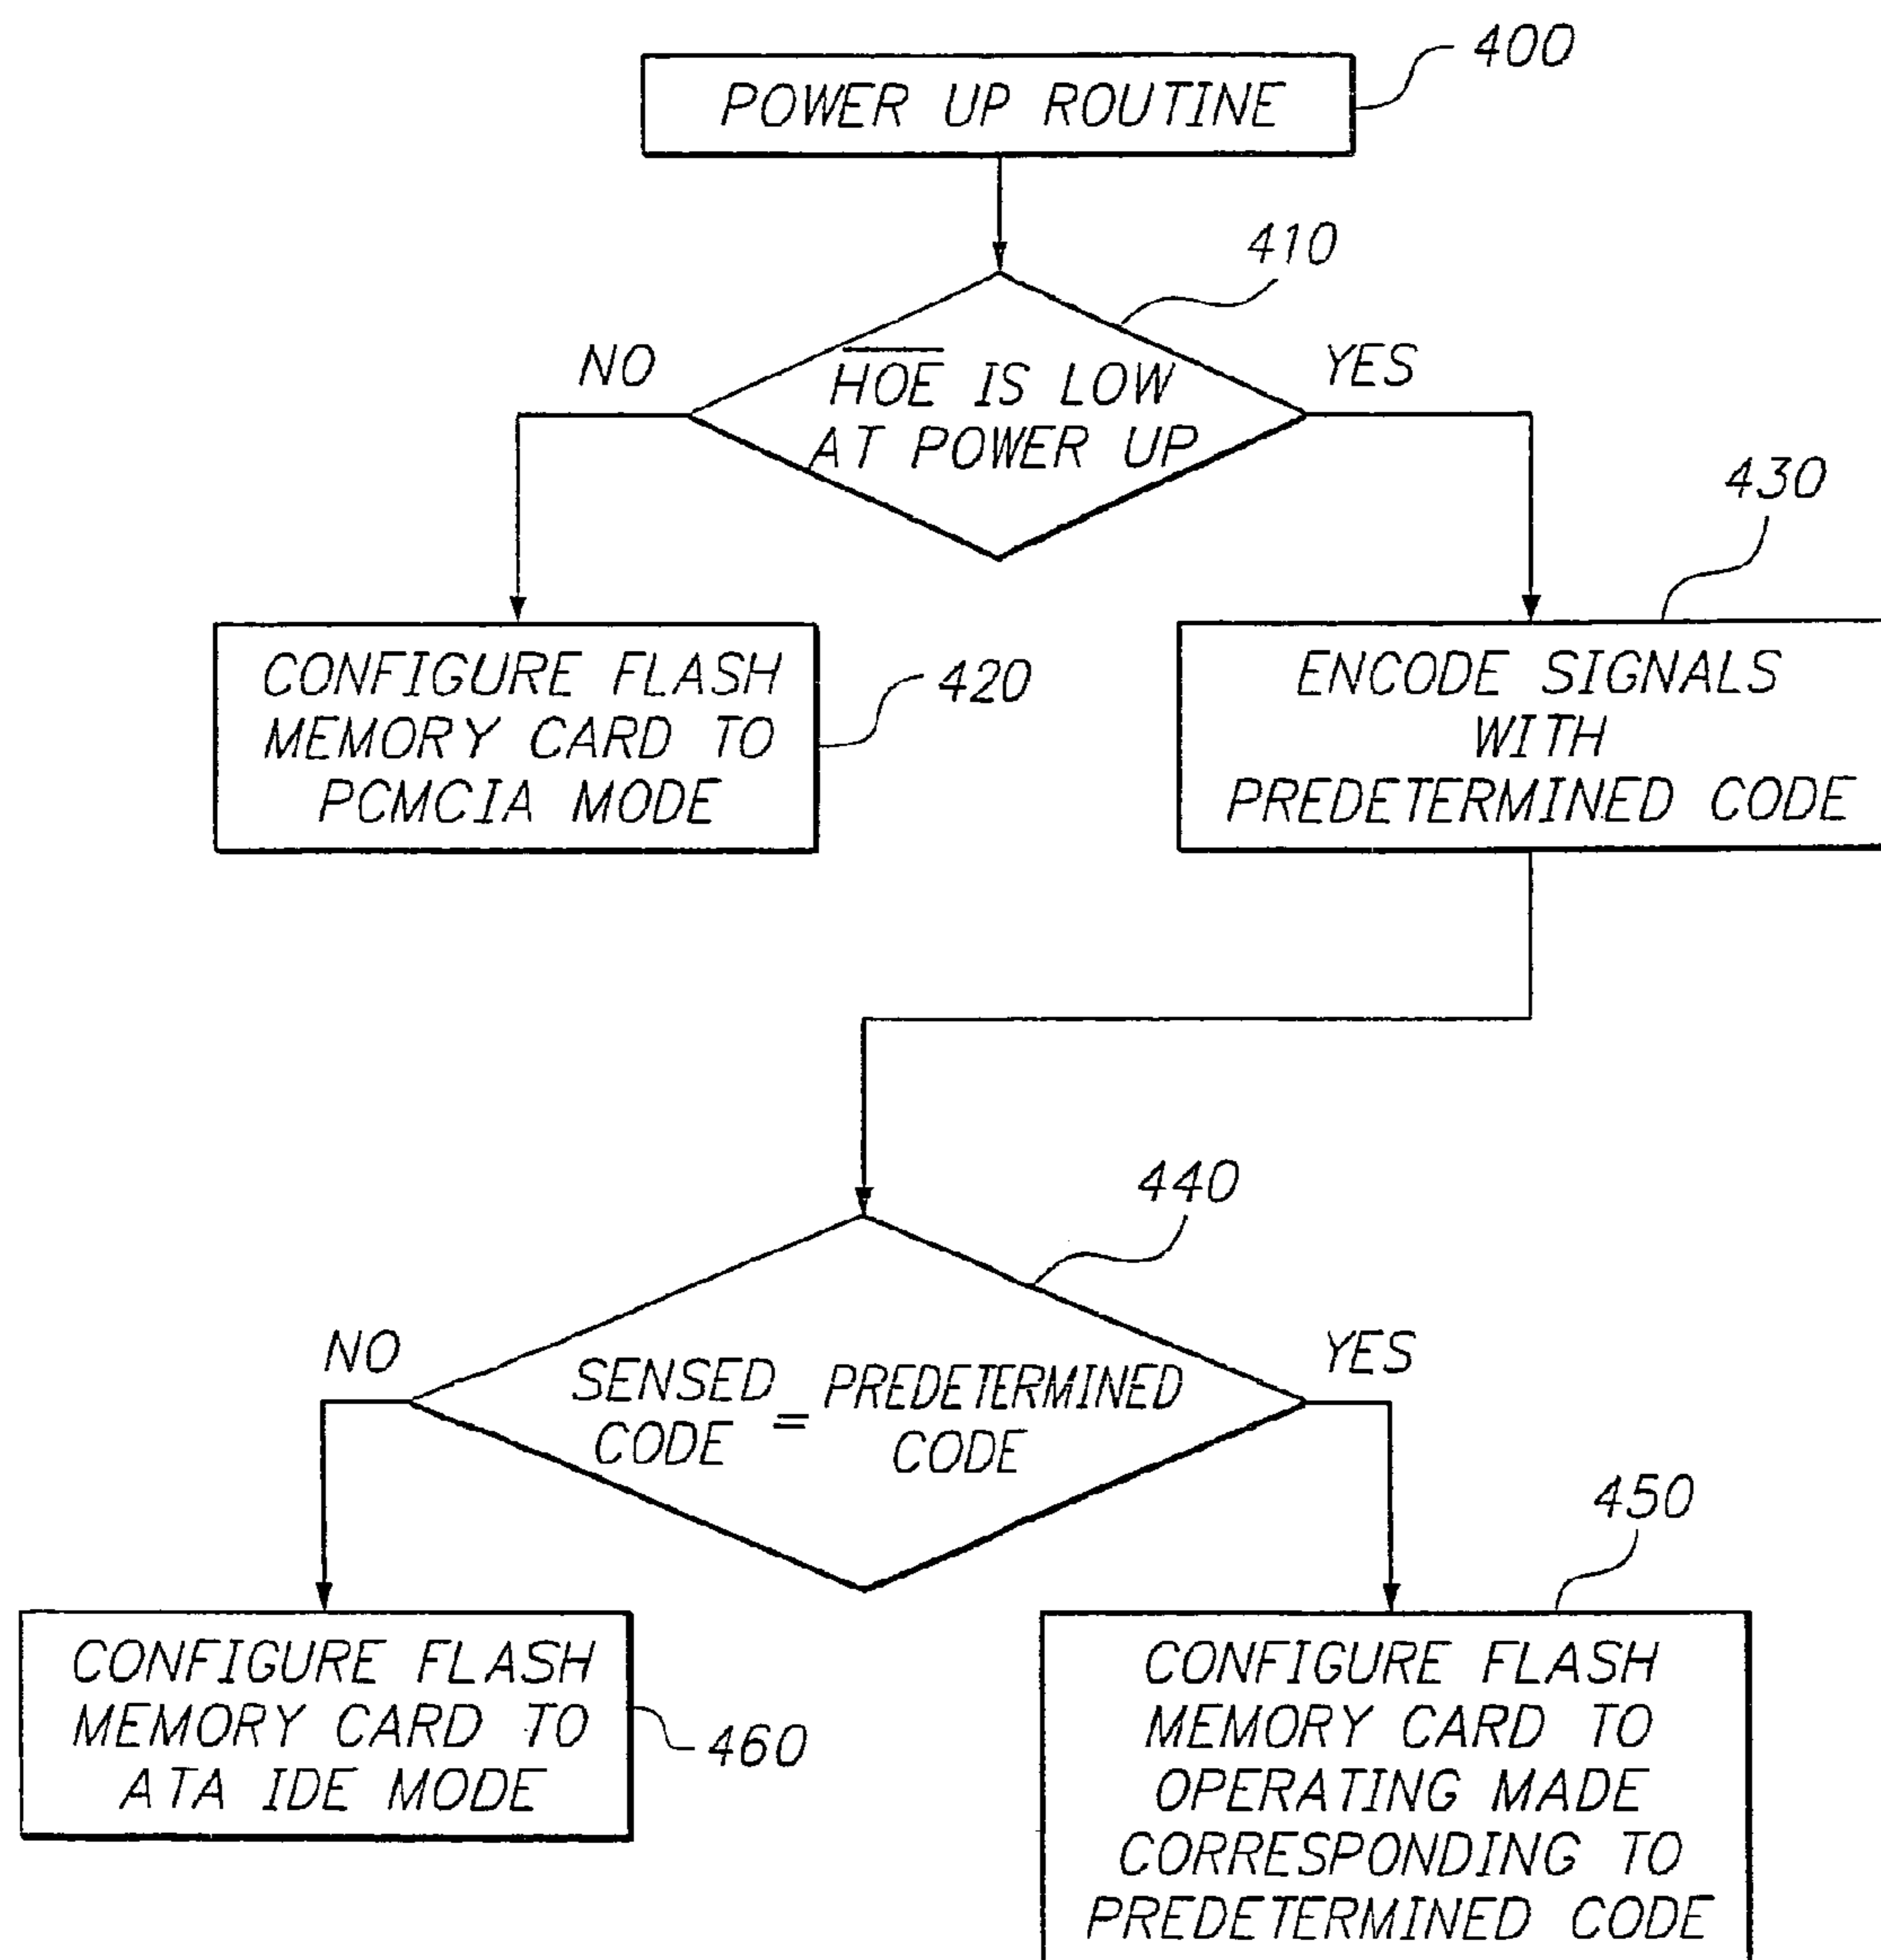 POWER UP ROUTINE
400
410
NO
H̅O̅E̅ IS LOW
AT POWER UP
YES
430
CONFIGURE FLASH
MEMORY CARD TO
PCMCIA MODE
420
ENCODE SIGNALS
WITH
PREDETERMINED CODE
440
NO
SENSED
CODE
=
PREDETERMINED
CODE
YES
450
CONFIGURE FLASH
MEMORY CARD TO
ATA IDE MODE
460
CONFIGURE FLASH
MEMORY CARD TO
OPERATING MADE
CORRESPONDING TO
PREDETERMINED CODE